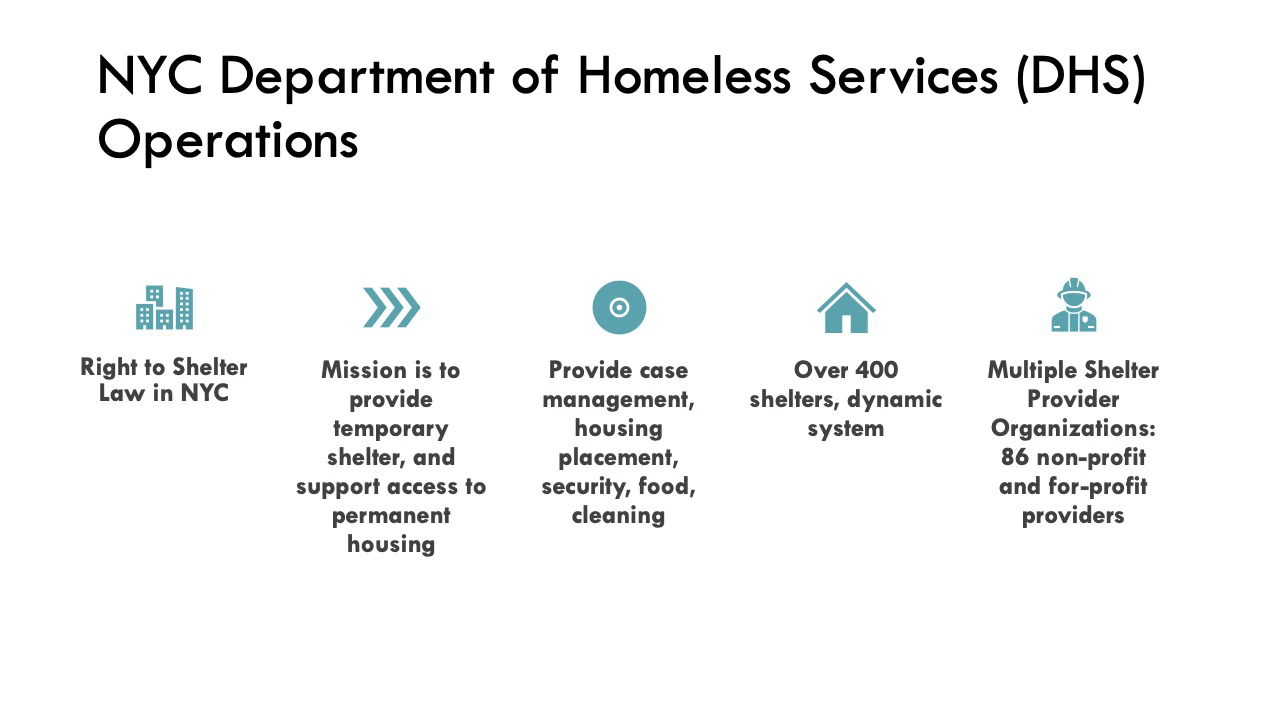 NYC Department of Homeless Services (DHS)
Operations
Right to Shelter
Law in NYC
Mission is to
provide
temporary
shelter, and
support access to
permanent
housing
Provide case
management,
housing
placement,
security, food,
cleaning
Over 400
shelters, dynamic
system
Multiple Shelter
Provider
Organizations:
86 non-profit
and for-profit
providers